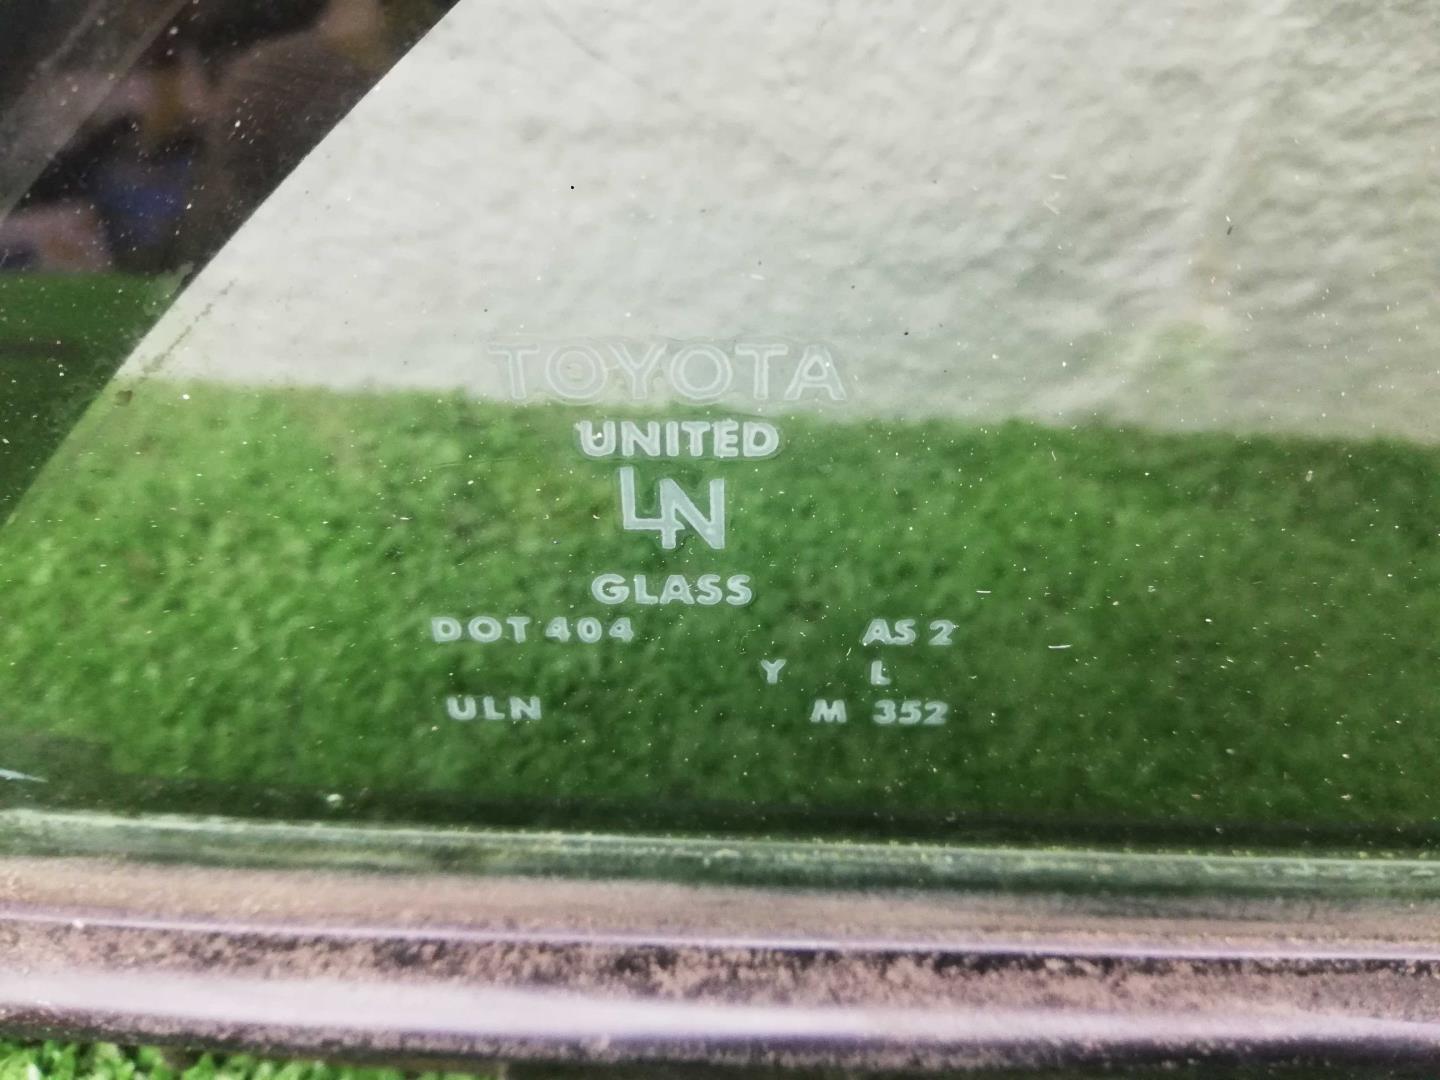 TOYOTA
UNITED
LN
GLASS
DOT 404 AS 2
Y L
ULN M 352